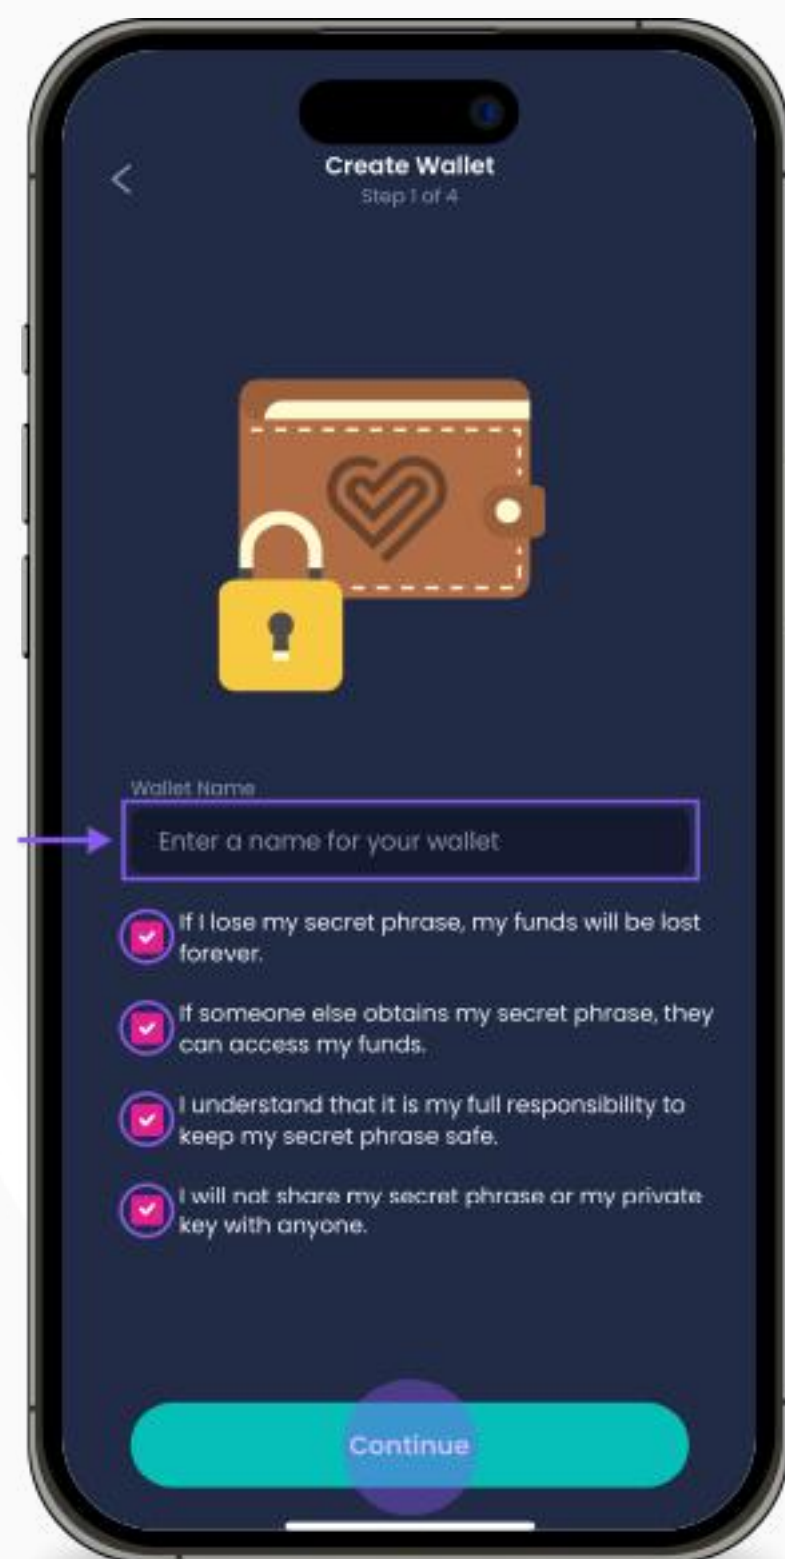 Create Wallet
Step 1 of 4
Wallet Name
Enter a name for your wallet
If I lose my secret phrase, my funds will be lost
forever.
If someone else obtains my secret phrase, they
can access my funds.
I understand that it is my full responsibility to
keep my secret phrase safe.
I will not share my secret phrase or my private
key with anyone.
Continue